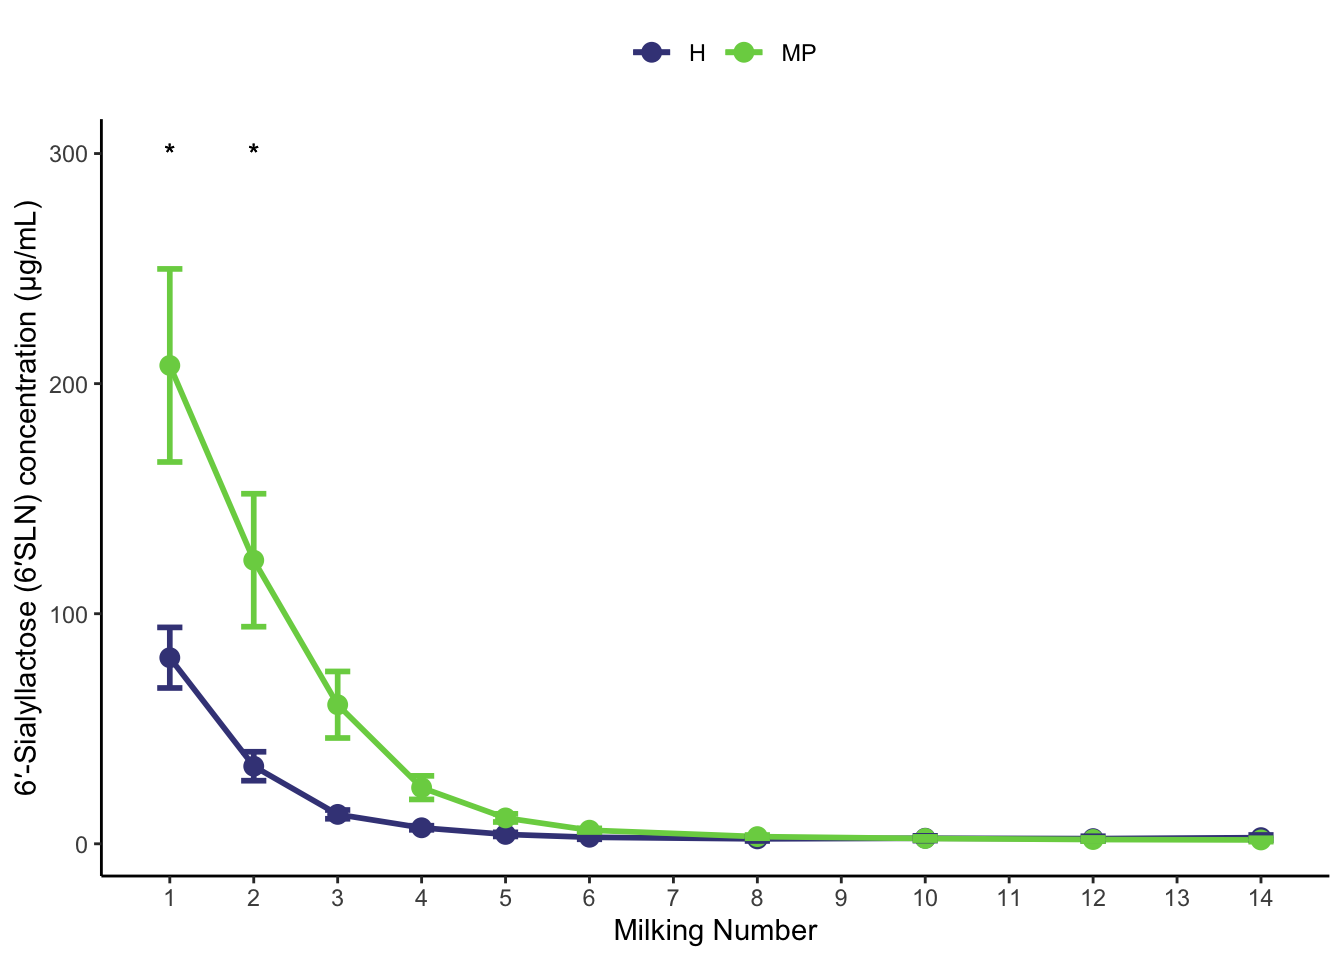 H MP
* *
300
200
100
0
6′-Sialyllactose (6′SLN) concentration (μg/mL)
1 2 3 4 5 6 7 8 9 10 11 12 13 14
Milking Number